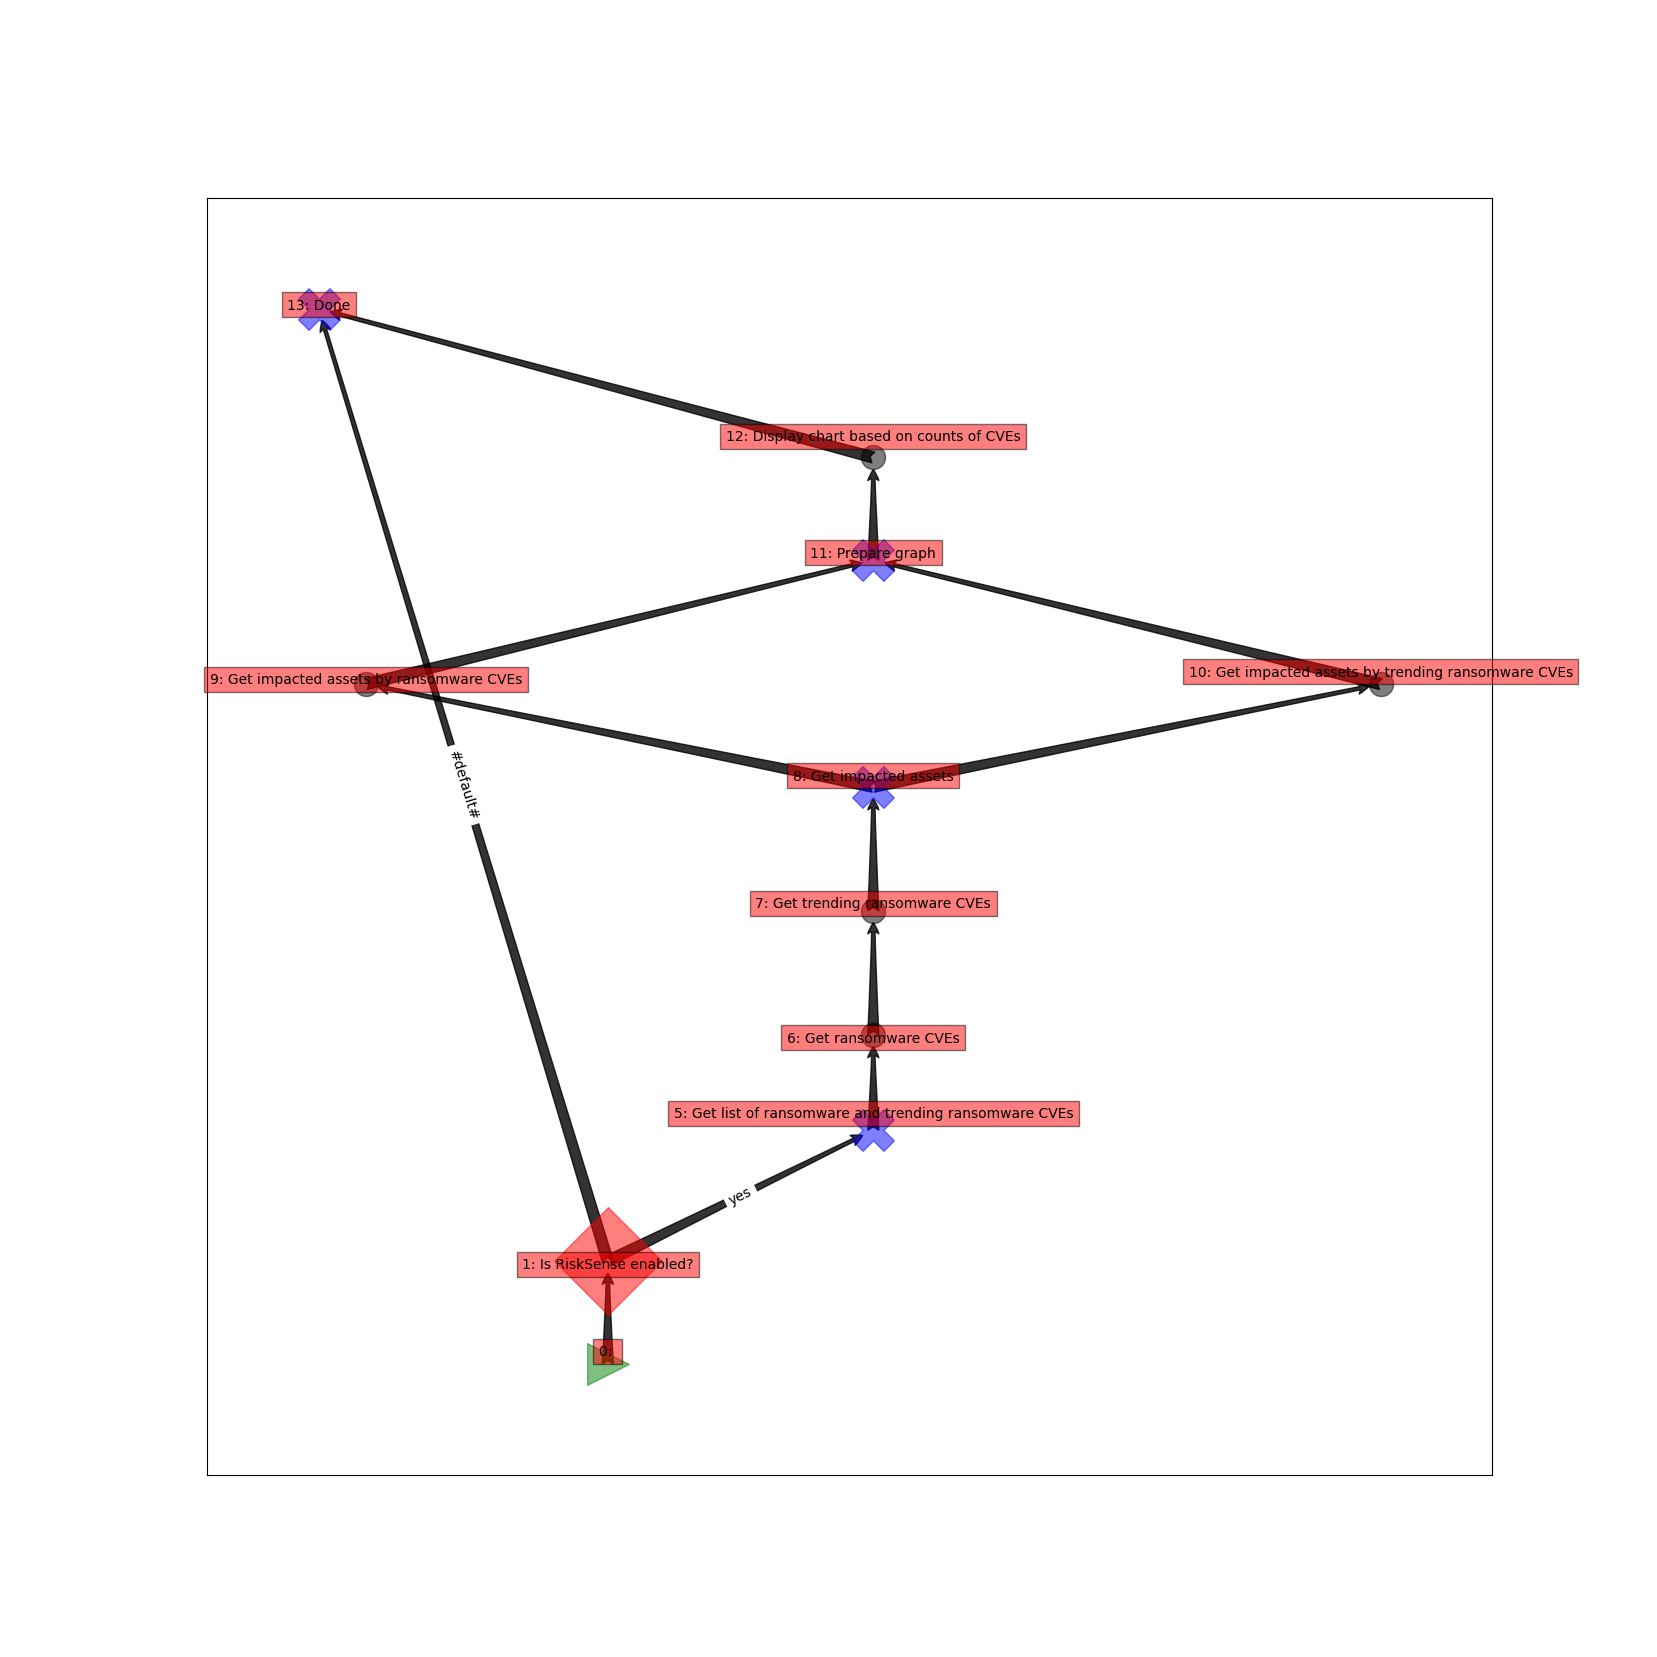 13: Done
12: Display chart based on counts of CVEs
11: Prepare graph
9: Get impacted assets by ransomware CVEs
10: Get impacted assets by trending ransomware CVEs
#default#
8: Get impacted assets
7: Get trending ransomware CVEs
6: Get ransomware CVEs
5: Get list of ransomware and trending ransomware CVEs
yes
1: Is RiskSense enabled?
0: